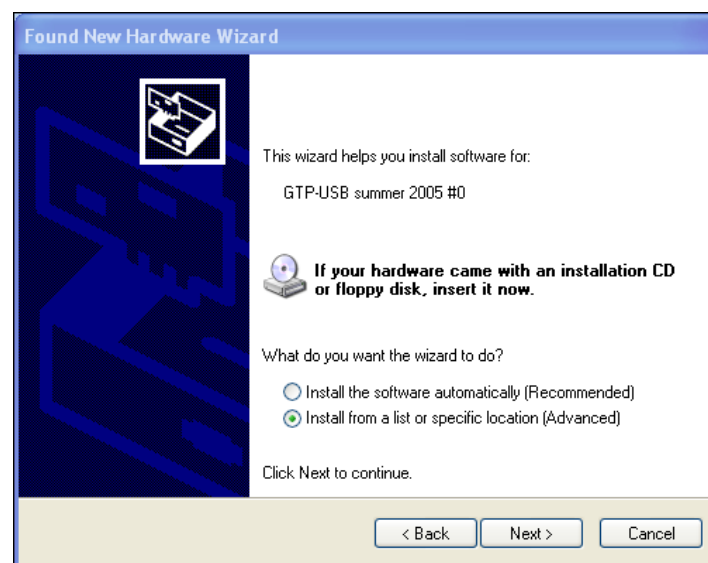 Found New Hardware Wizard
This wizard helps you install software for:
GTP-USB summer 2005 #0
If your hardware came with an installation CD
or floppy disk, insert it now.
What do you want the wizard to do?
Install the software automatically (Recommended)
Install from a list or specific location (Advanced)
Click Next to continue.
< Back
Next >
Cancel